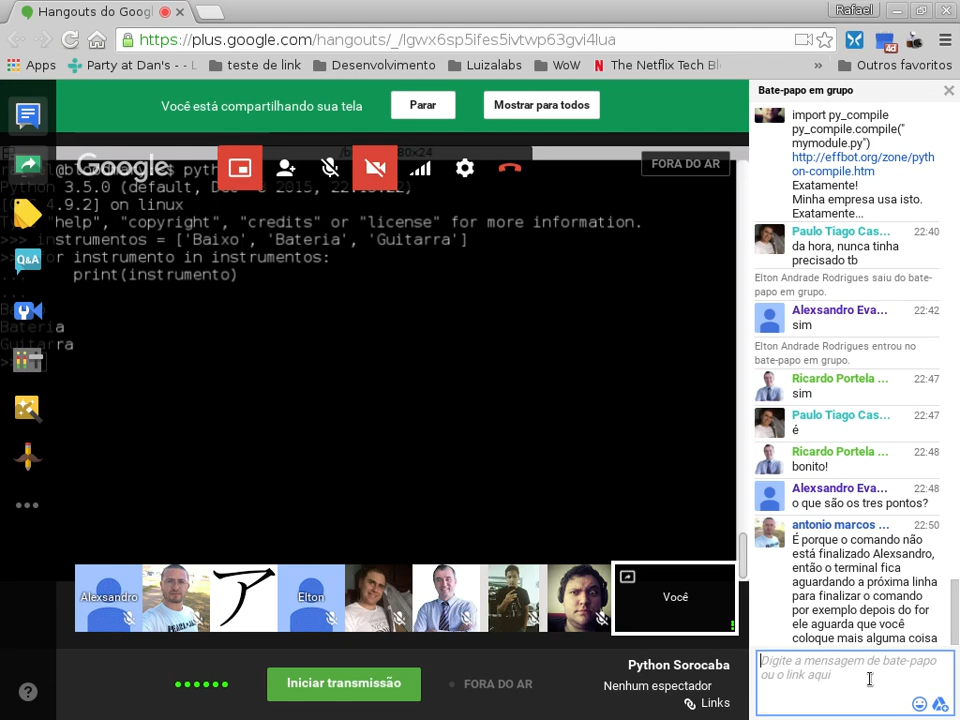 Hangouts do Googl
Rafael
https://plus.google.com/hangouts/_/lgwx6sp5ifes5ivtwp63gvi4lua
Apps
Party at Dan's - - L
teste de link
Desenvolvimento
Luizalabs
WoW
N
The Netflix Tech Bl
»
Outros favoritos
4d
Você está compartilhando sua tela
Parar
Mostrar para todos
Google
FORA DO AR
Python 3.5.0 (default,
4.9.2] on linux
"help", "copyright", "credits" or "license" for more information.
>>> instrumentos = ['Baixo', 'Bateria', 'Guitarra']
for instrumento in instrumentos:
print(instrumento)
...
Bateria
Guitarra
Q&A
Alexsandro
ア
Elton
Você
Iniciar transmissão
FORA DO AR
Python Sorocaba
Nenhum espectador
Links
Bate-papo em grupo
import py_compile
py_compile.compile("
mymodule.py")
http://effbot.org/zone/pyth
on-compile.htm
Exatamente!
Minha empresa usa isto.
Exatamente...
Paulo Tiago Cas... 22:40
da hora, nunca tinha
precisado tb
Elton Andrade Rodrigues saiu do bate-
papo em grupo.
Alexsandro Eva... 22:42
sim
Elton Andrade Rodrigues entrou no
bate-papo em grupo.
Ricardo Portela ... 22:47
sim
Paulo Tiago Cas... 22:47
é
Ricardo Portela ... 22:48
bonito!
Alexsandro Eva... 22:48
o que são os tres pontos?
antonio marcos ... 22:50
É porque o comando não
está finalizado Alexsandro,
então o terminal fica
aguardando a próxima linha
para finalizar o comando
por exemplo depois do for
ele aguarda que você
coloque mais alguma coisa
Digite a mensagem de bate-papo
ou o link aqui